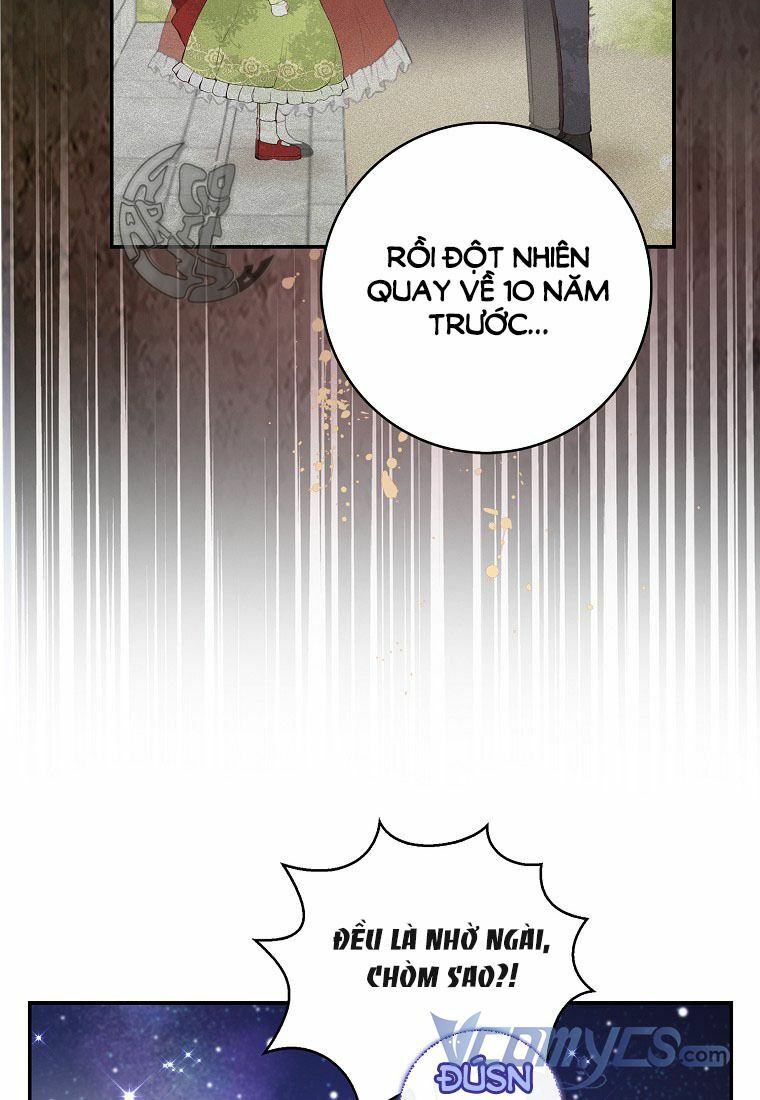 RỒI ĐỘT NHIÊN
QUAY VỀ 10 NĂM
TRƯỚC...
ĐỀU LÀ NHỜ NGÀI,
CHÒM SAO?!
VCOMYCS.com
ĐÚSN